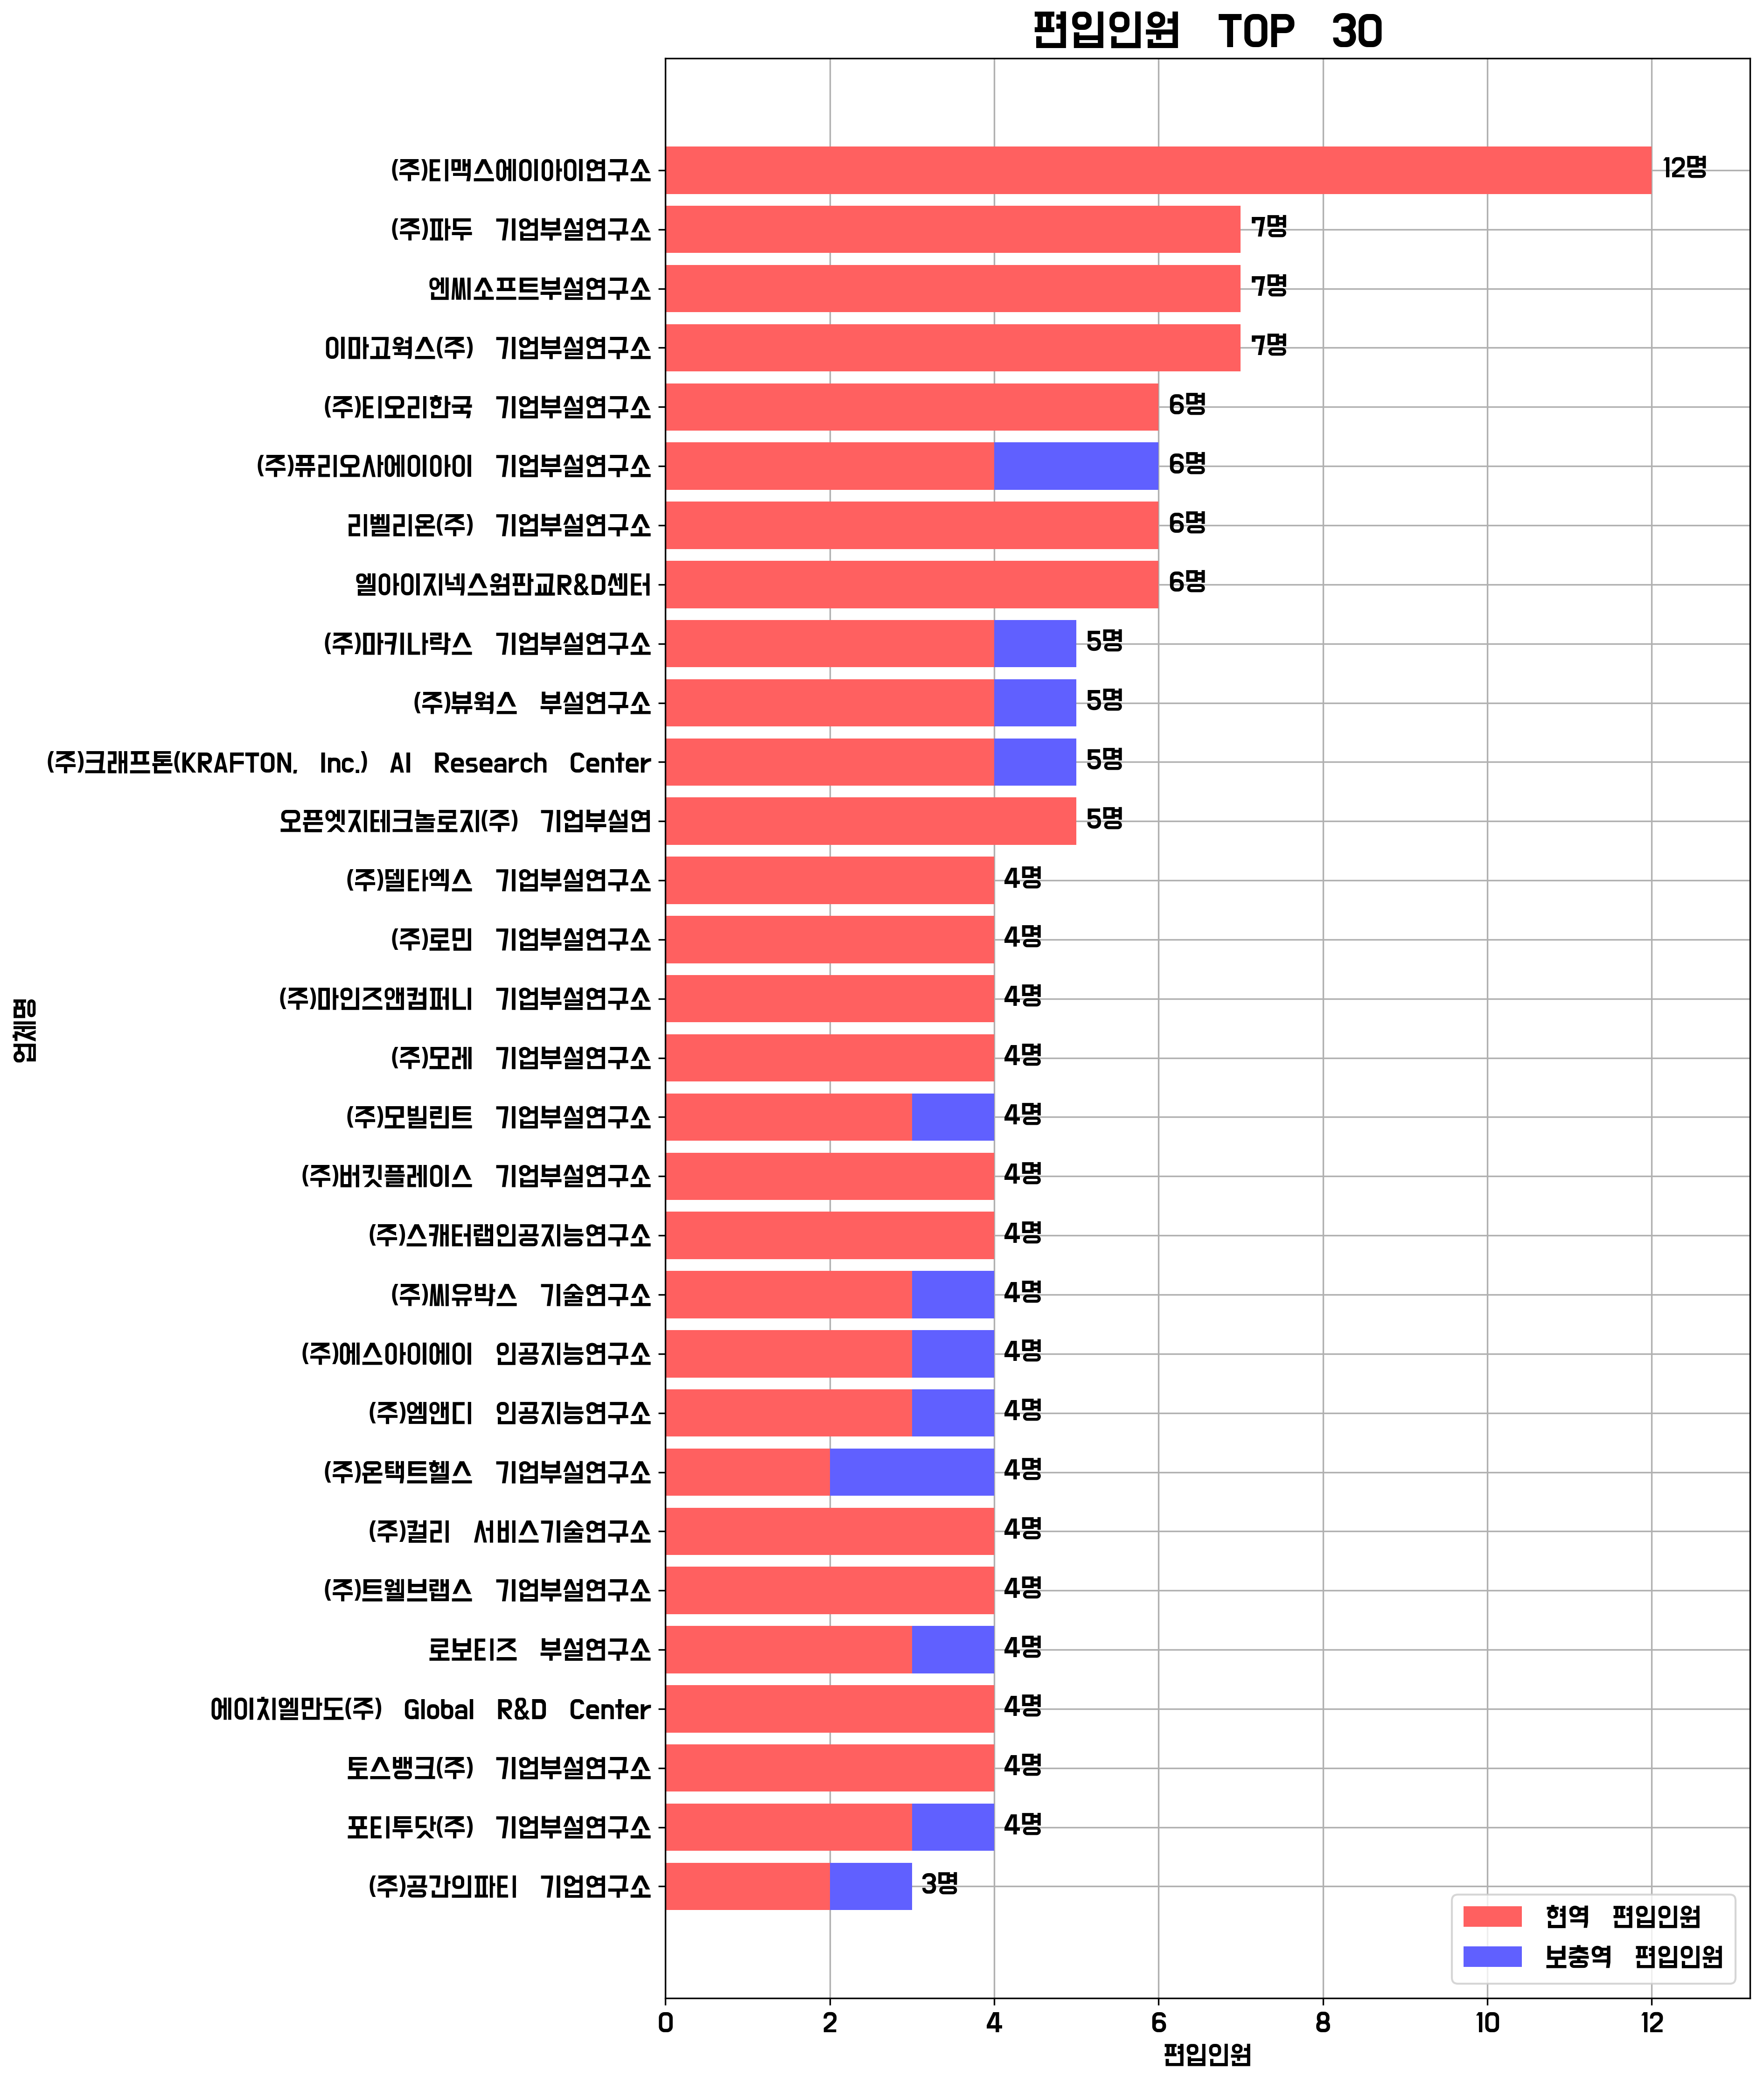 편입인원 TOP 30
(주)티맥스에이아이연구소 12명
(주)파두 기업부설연구소 7명
엔씨소프트부설연구소 7명
이마고웍스(주) 기업부설연구소 7명
(주)티오리한국 기업부설연구소 6명
(주)퓨리오사에이아이 기업부설연구소 6명
리벨리온(주) 기업부설연구소 6명
엘아이지넥스원판교R&D센터 6명
(주)마키나락스 기업부설연구소 5명
(주)뷰웍스 부설연구소 5명
(주)크래프톤(KRAFTON, Inc.) AI Research Center 5명
오픈엣지테크놀로지(주) 기업부설연 5명
(주)델타엑스 기업부설연구소 4명
(주)로민 기업부설연구소 4명
(주)마인즈앤컴퍼니 기업부설연구소 4명
(주)모레 기업부설연구소 4명
(주)모빌린트 기업부설연구소 4명
(주)버킷플레이스 기업부설연구소 4명
(주)스캐터랩인공지능연구소 4명
(주)씨유박스 기술연구소 4명
(주)에스아이에이 인공지능연구소 4명
(주)엠앤디 인공지능연구소 4명
(주)온택트헬스 기업부설연구소 4명
(주)컬리 서비스기술연구소 4명
(주)트웰브랩스 기업부설연구소 4명
로보티즈 부설연구소 4명
에이치엘만도(주) Global R&D Center 4명
토스뱅크(주) 기업부설연구소 4명
포티투닷(주) 기업부설연구소 4명
(주)공간의파티 기업연구소 3명
업체명
현역 편입인원
보충역 편입인원
0 2 4 6 8 10 12
편입인원